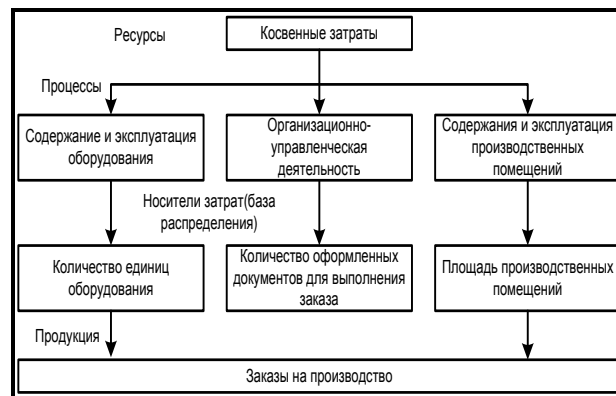 Ресурсы
Косвенные затраты
Процессы
Содержание и эксплуатация
оборудования
Организационно-
управленческая
деятельность
Содержания и эксплуатация
производственных
помещений
Носители затрат(база
распределения)
Количество единиц
оборудования
Количество оформленных
документов для выполнения
заказа
Площадь производственных
помещений
Продукция
Заказы на производство